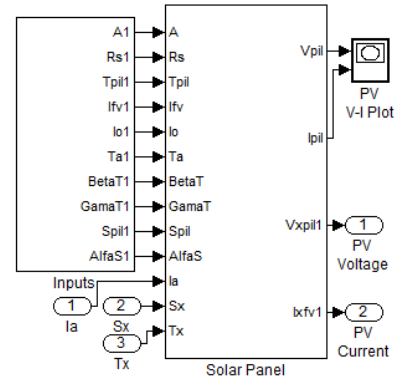 A1 A
Rs1 Rs
Tpil1 Tpil
Ifv1 Ifv
Io1 Io
Ta1 Ta
BetaT1 BetaT
GamaT1 GamaT
Spil1 Spil
AlfaS1 AlfaS
Inputs
Ia
1
Ia
2
Sx
Sx
3
Tx
Tx
Vpil
Ipil
Vxpil1
Ixfv1
Solar Panel
PV
V-I Plot
1
PV
Voltage
2
PV
Current